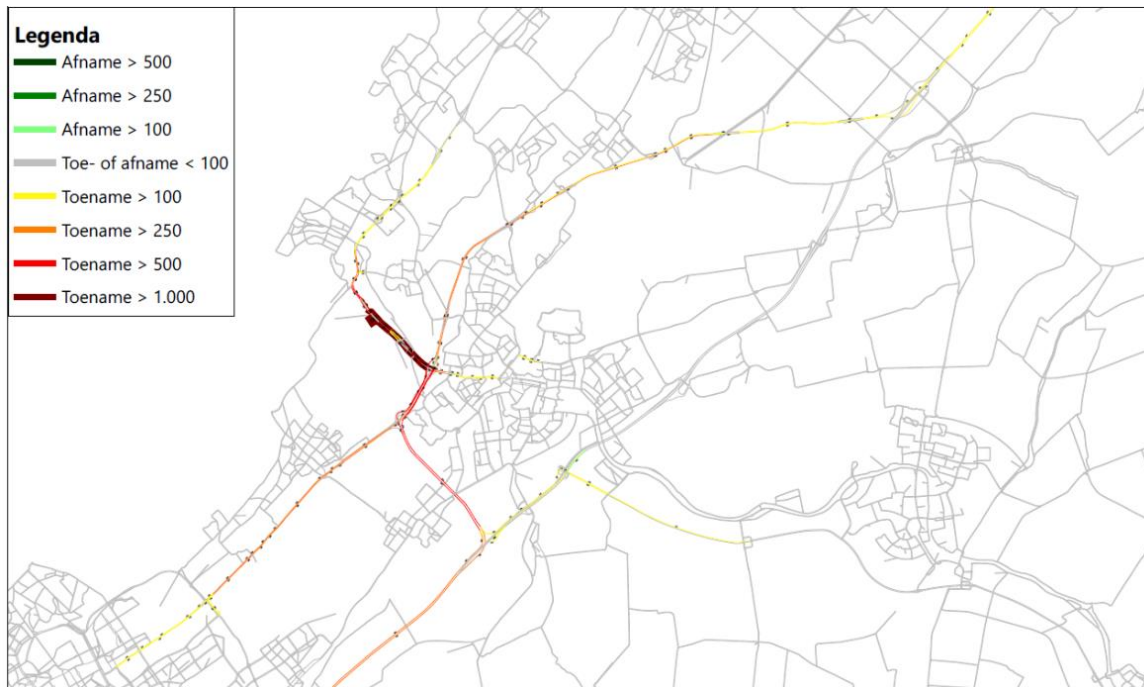 Legenda
Afname > 500
Afname > 250
Afname > 100
Toe- of afname < 100
Toename > 100
Toename > 250
Toename > 500
Toename > 1.000